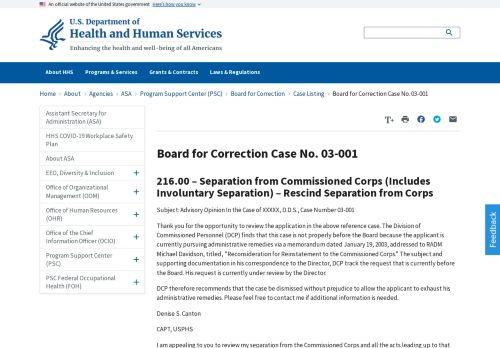 An official website of the United States government Here's how you know
U.S. Department of
Health and Human Services
Enhancing the health and well-being of all Americans
About HHS Programs & Services Grants & Contracts Laws & Regulations
Home › About › Agencies › ASA › Program Support Center (PSC) › Board for Correction › Case Listing › Board for Correction Case No. 03-001
Assistant Secretary for
Administration (ASA)
HHS COVID-19 Workplace Safety
Plan
About ASA
EEO, Diversity & Inclusion
Office of Organizational
Management (OOM)
Office of Human Resources
(OHR)
Office of the Chief
Information Officer (OCIO)
Program Support Center
(PSC)
PSC Federal Occupational
Health (FOH)
T+
Board for Correction Case No. 03-001
216.00 – Separation from Commissioned Corps (Includes
Involuntary Separation) – Rescind Separation from Corps
Subject: Advisory Opinion In the Case of XXXXX, D.D.S., Case Number 03-001
Thank you for the opportunity to review the application in the above reference case. The Division of
Commissioned Personnel (DCP) finds that this case is not properly before the Board because the applicant is
currently pursuing administrative remedies via a memorandum dated January 19, 2003, addressed to RADM
Michael Davidson, titled, "Reconsideration for Reinstatement to the Commissioned Corps." The subject and
supporting documentation in his correspondence to the Director, DCP track the request that is currently before
the Board. His request is currently under review by the Director.
DCP therefore recommends that the case be dismissed without prejudice to allow the applicant to exhaust his
administrative remedies. Please feel free to contact me if additional information is needed.
Denise S. Canton
CAPT, USPHS
I am appealing to you to review my separation from the Commissioned Corps and all the acts leading up to that
Feedback